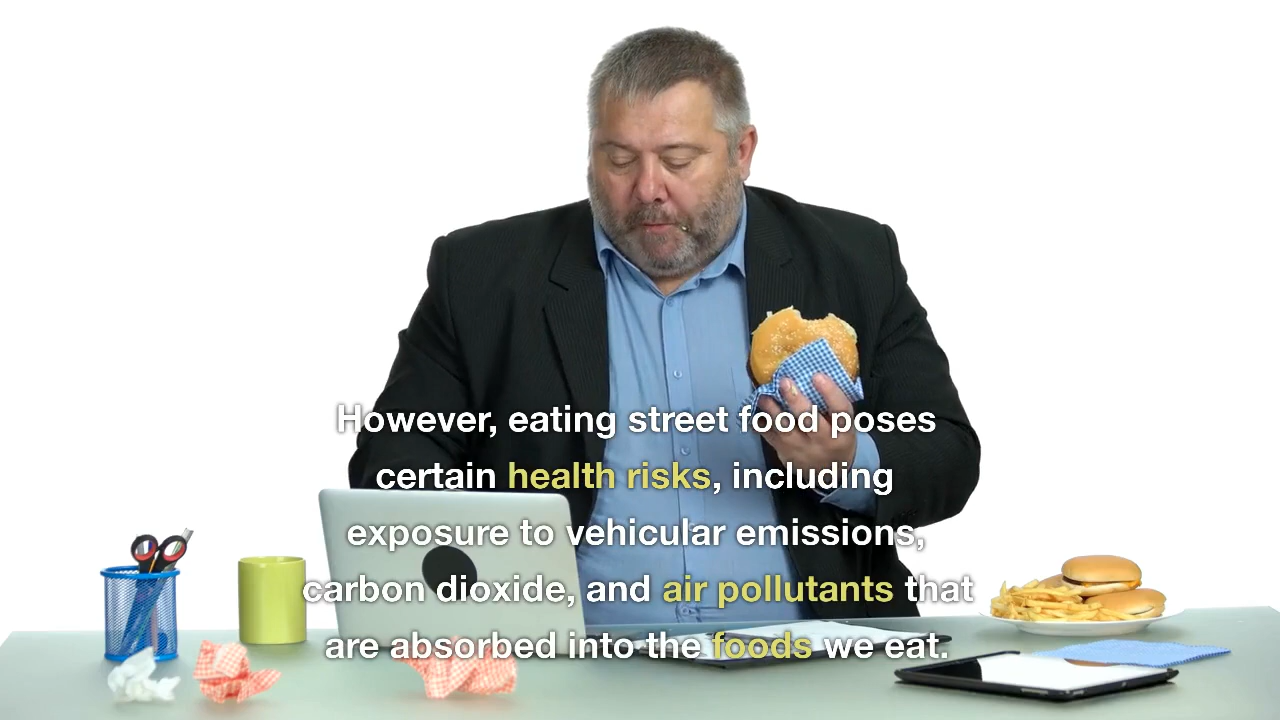 However, eating street food poses
certain health risks, including
exposure to vehicular emissions,
carbon dioxide, and air pollutants that
are absorbed into the foods we eat.